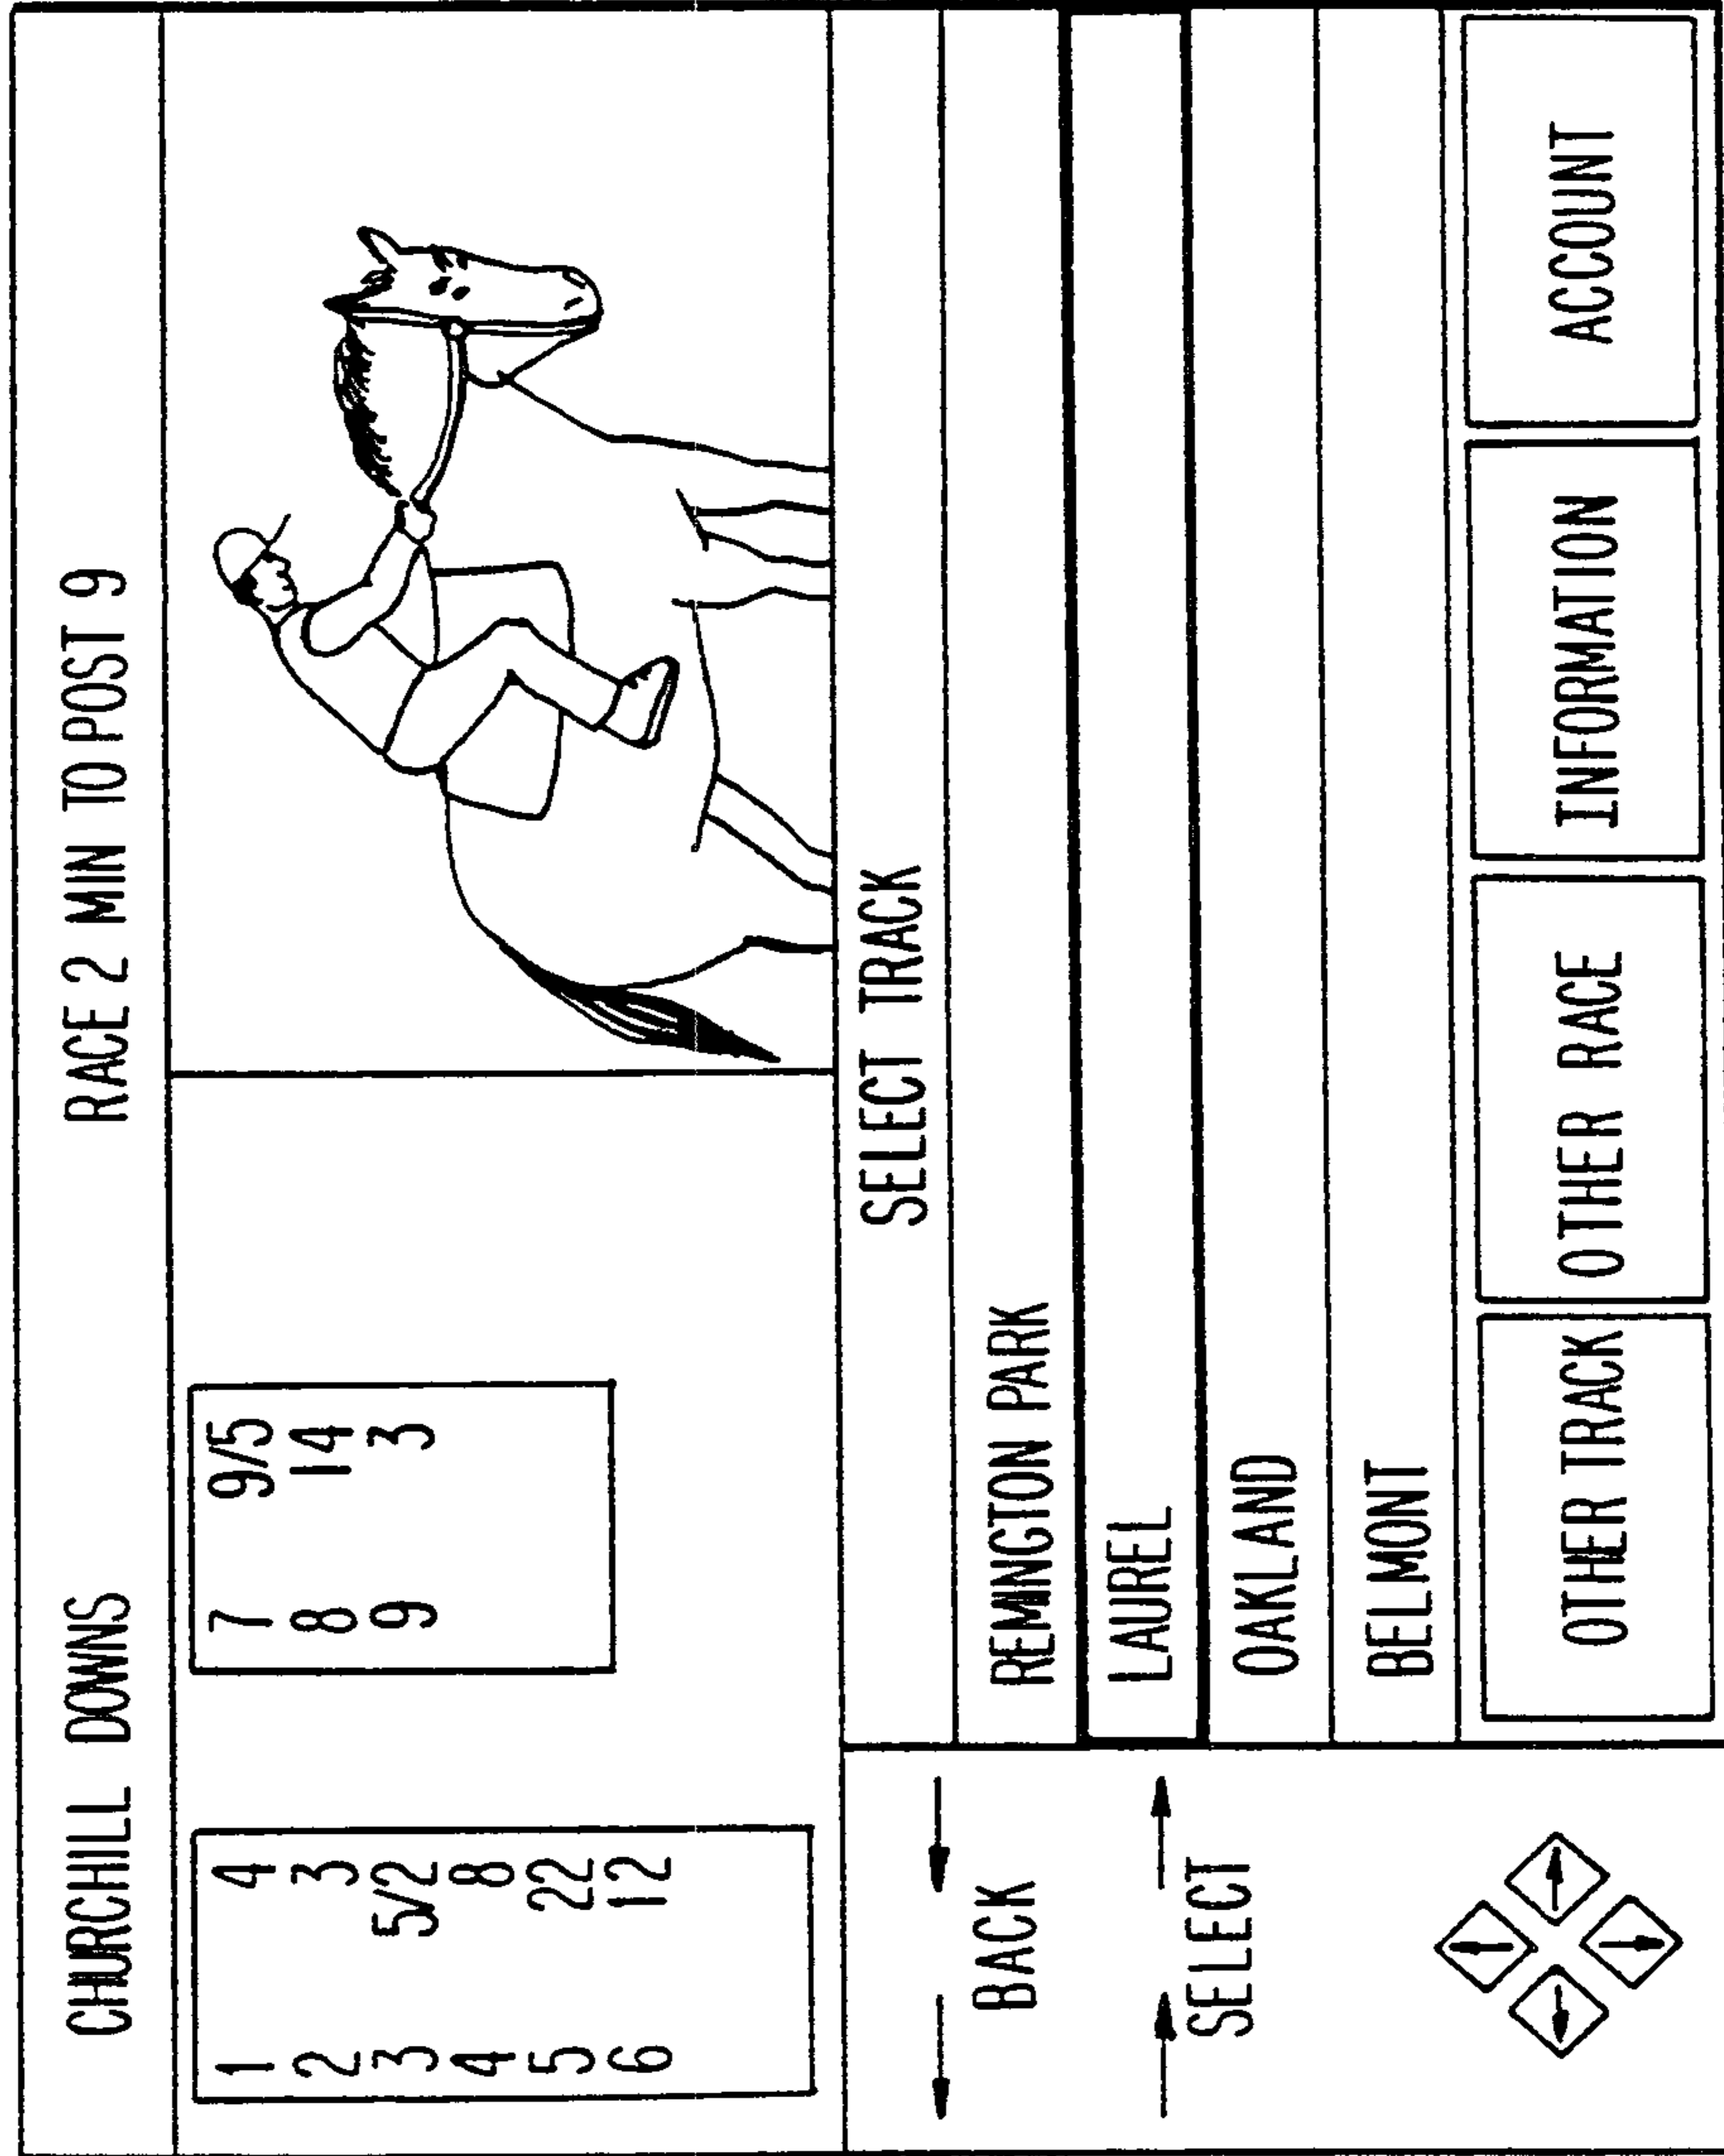 CHURCHILL DOWNS RACE 2 MIN TO POST 9
1 4
2 3
3 5/2
4 8
5 22
6 12
7 9/5
8 14
9 3
BACK
SELECT
SELECT TRACK
REMINGTON PARK
LAUREL
OAKLAND
BELMONT
OTHER TRACK OTHER RACE INFORMATION ACCOUNT